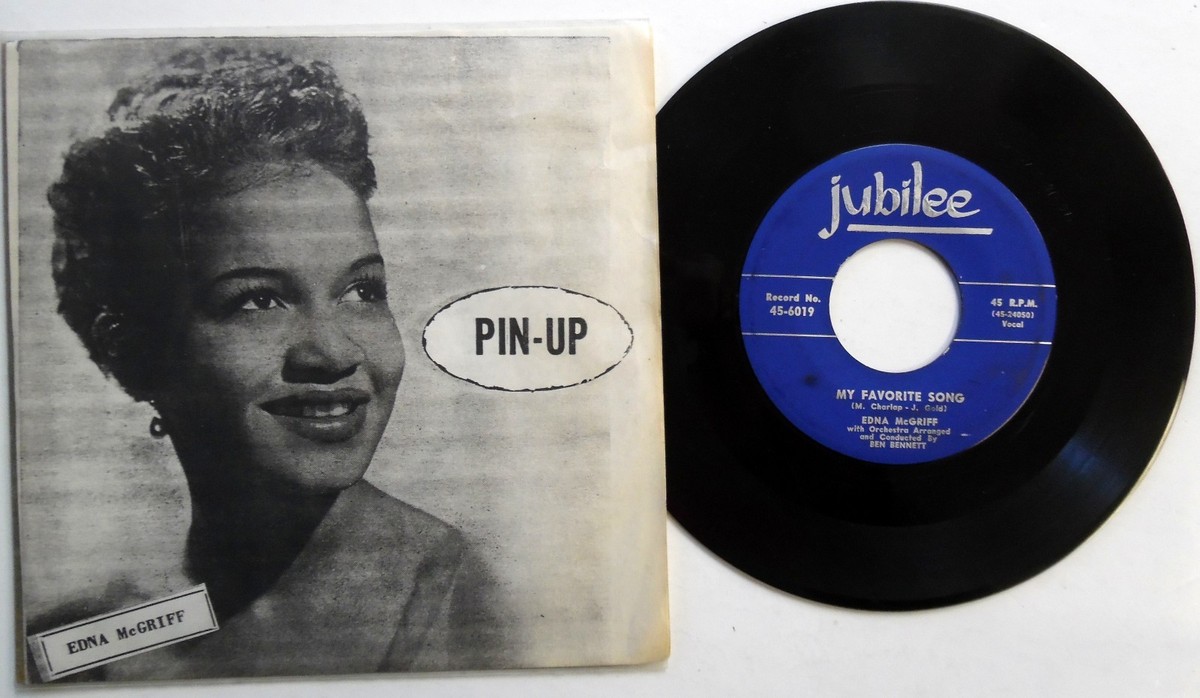 PIN-UP
EDNA McGRIFF
jubilee
Record No.
45-6019
45 R.P.M.
(45-24050)
Vocal
MY FAVORITE SONG
(M. Charlap - J. Gold)
EDNA McGRIFF
with Orchestra Arranged
and Conducted By
BEN BENNETT